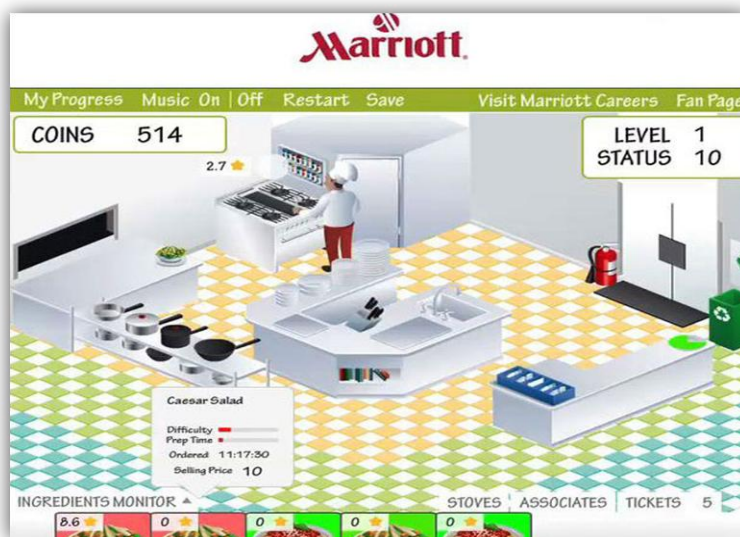 Marriott
My Progress Music On | Off Restart Save Visit Marriott Careers Fan Page
COINS 514
LEVEL 1
STATUS 10
2.7
Caesar Salad
Difficulty
Prep Time
Ordered 11:17:30
Selling Price 10
INGREDIENTS MONITOR STOVES ASSOCIATES TICKETS 5
8.6 0 0 0 0